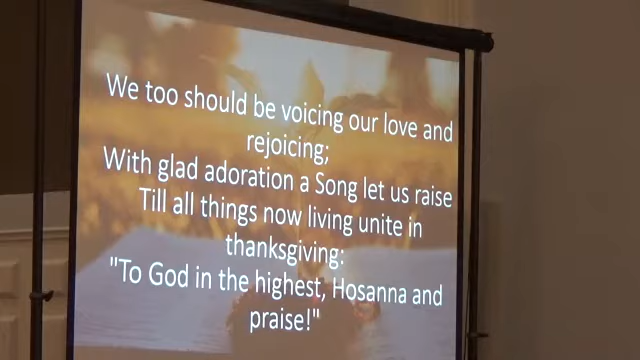 We too should be voicing our love and
rejoicing;
With glad adoration a Song let us raise
Till all things now living unite in
thanksgiving:
"To God in the highest, Hosanna and
praise!"